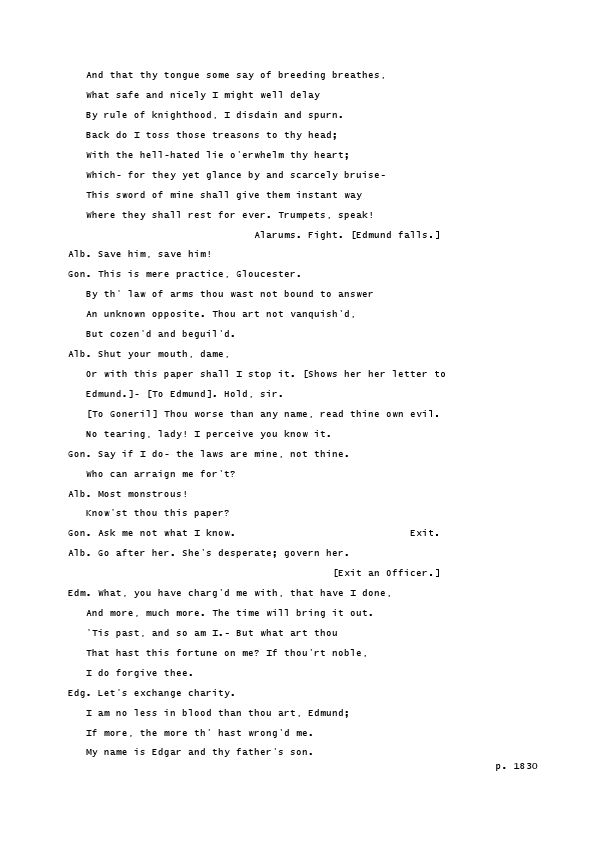 And that thy tongue some say of breeding breathes,
What safe and nicely I might well delay
By rule of knighthood, I disdain and spurn.
Back do I toss those treasons to thy head;
With the hell-hated lie o'erwhelm thy heart;
Which- for they yet glance by and scarcely bruise-
This sword of mine shall give them instant way
Where they shall rest for ever. Trumpets, speak!
Alarums. Fight. [Edmund falls.]
Alb. Save him, save him!
Gon. This is mere practice, Gloucester.
By th' law of arms thou wast not bound to answer
An unknown opposite. Thou art not vanquish'd,
But cozen'd and beguil'd.
Alb. Shut your mouth, dame,
Or with this paper shall I stop it. [Shows her her letter to
Edmund.]- [To Edmund]. Hold, sir.
[To Goneril] Thou worse than any name, read thine own evil.
No tearing, lady! I perceive you know it.
Gon. Say if I do- the laws are mine, not thine.
Who can arraign me for't?
Alb. Most monstrous!
Know'st thou this paper?
Gon. Ask me not what I know. Exit.
Alb. Go after her. She's desperate; govern her.
[Exit an Officer.]
Edm. What, you have charg'd me with, that have I done,
And more, much more. The time will bring it out.
'Tis past, and so am I.- But what art thou
That hast this fortune on me? If thou'rt noble,
I do forgive thee.
Edg. Let's exchange charity.
I am no less in blood than thou art, Edmund;
If more, the more th' hast wrong'd me.
My name is Edgar and thy father's son.
p. 1830